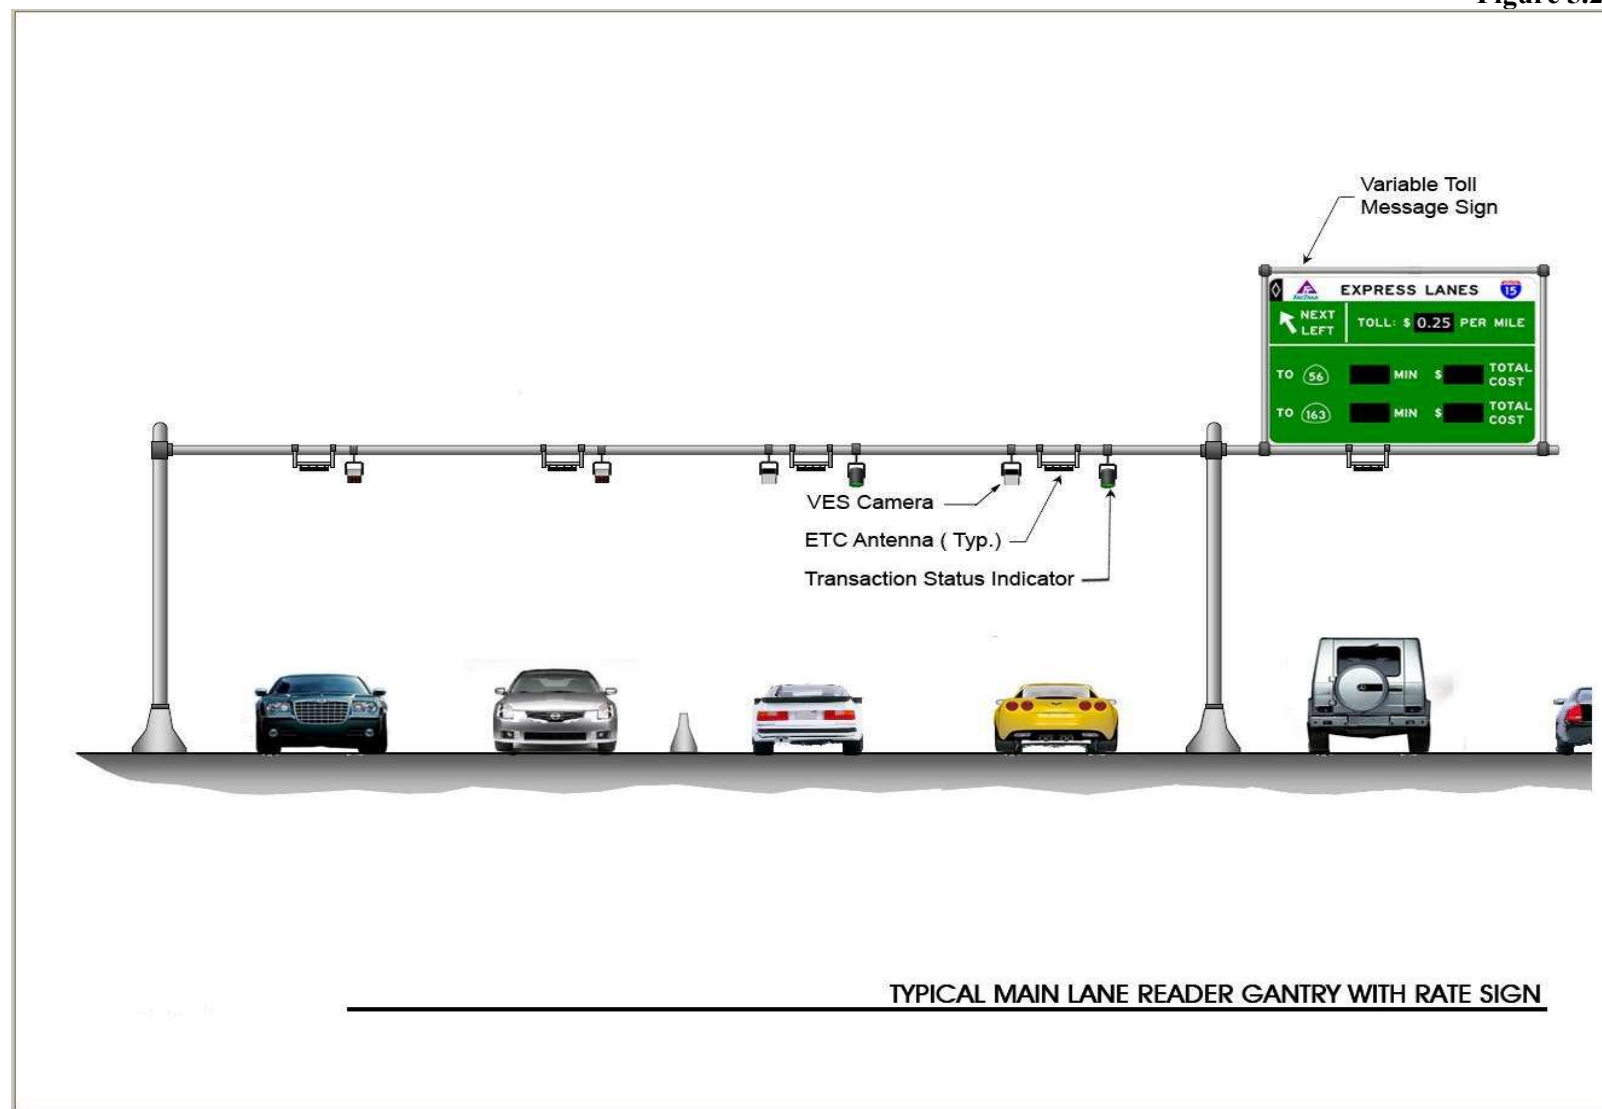 Variable Toll
Message Sign
EXPRESS LANES 15
NEXT
LEFT
TOLL: $ 0.25 PER MILE
TO 56 MIN $ TOTAL
COST
TO 163 MIN $ TOTAL
COST
VES Camera
ETC Antenna ( Typ.)
Transaction Status Indicator
TYPICAL MAIN LANE READER GANTRY WITH RATE SIGN